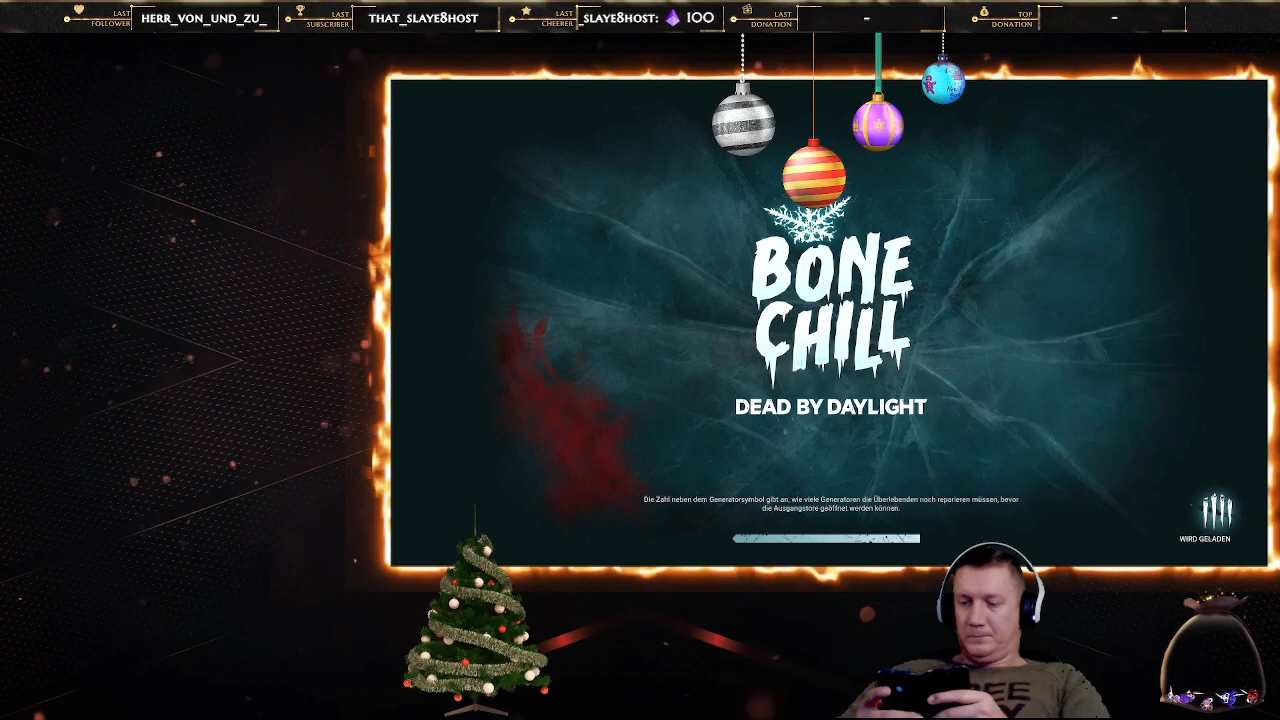 LAST
FOLLOWER
HERR_VON_UND_ZU_
LAST
SUBSCRIBER
THAT_SLAYE8HOST
LAST
CHEERER
_SLAYE8HOST: 100
LAST
DONATION
-
TOP
DONATION
-
BONE
CHILL
DEAD BY DAYLIGHT
Die Zahl neben dem Generatorsymbol gibt an, wie viele Generatoren die Überlebenden noch reparieren müssen, bevor
die Ausgangstore geöffnet werden können.
WIRD GELADEN